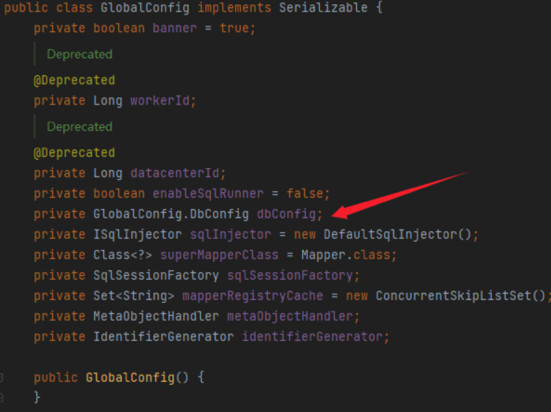 public class GlobalConfig implements Serializable {
private boolean banner = true;
Deprecated
@Deprecated
private Long workerId;
Deprecated
@Deprecated
private Long datacenterId;
private boolean enableSqlRunner = false;
private GlobalConfig.DbConfig dbConfig;
private ISqlInjector sqlInjector = new DefaultSqlInjector();
private Class<?> superMapperClass = Mapper.class;
private SqlSessionFactory sqlSessionFactory;
private Set<String> mapperRegistryCache = new ConcurrentSkipListSet();
private MetaObjectHandler metaObjectHandler;
private IdentifierGenerator identifierGenerator;
public GlobalConfig() {
}